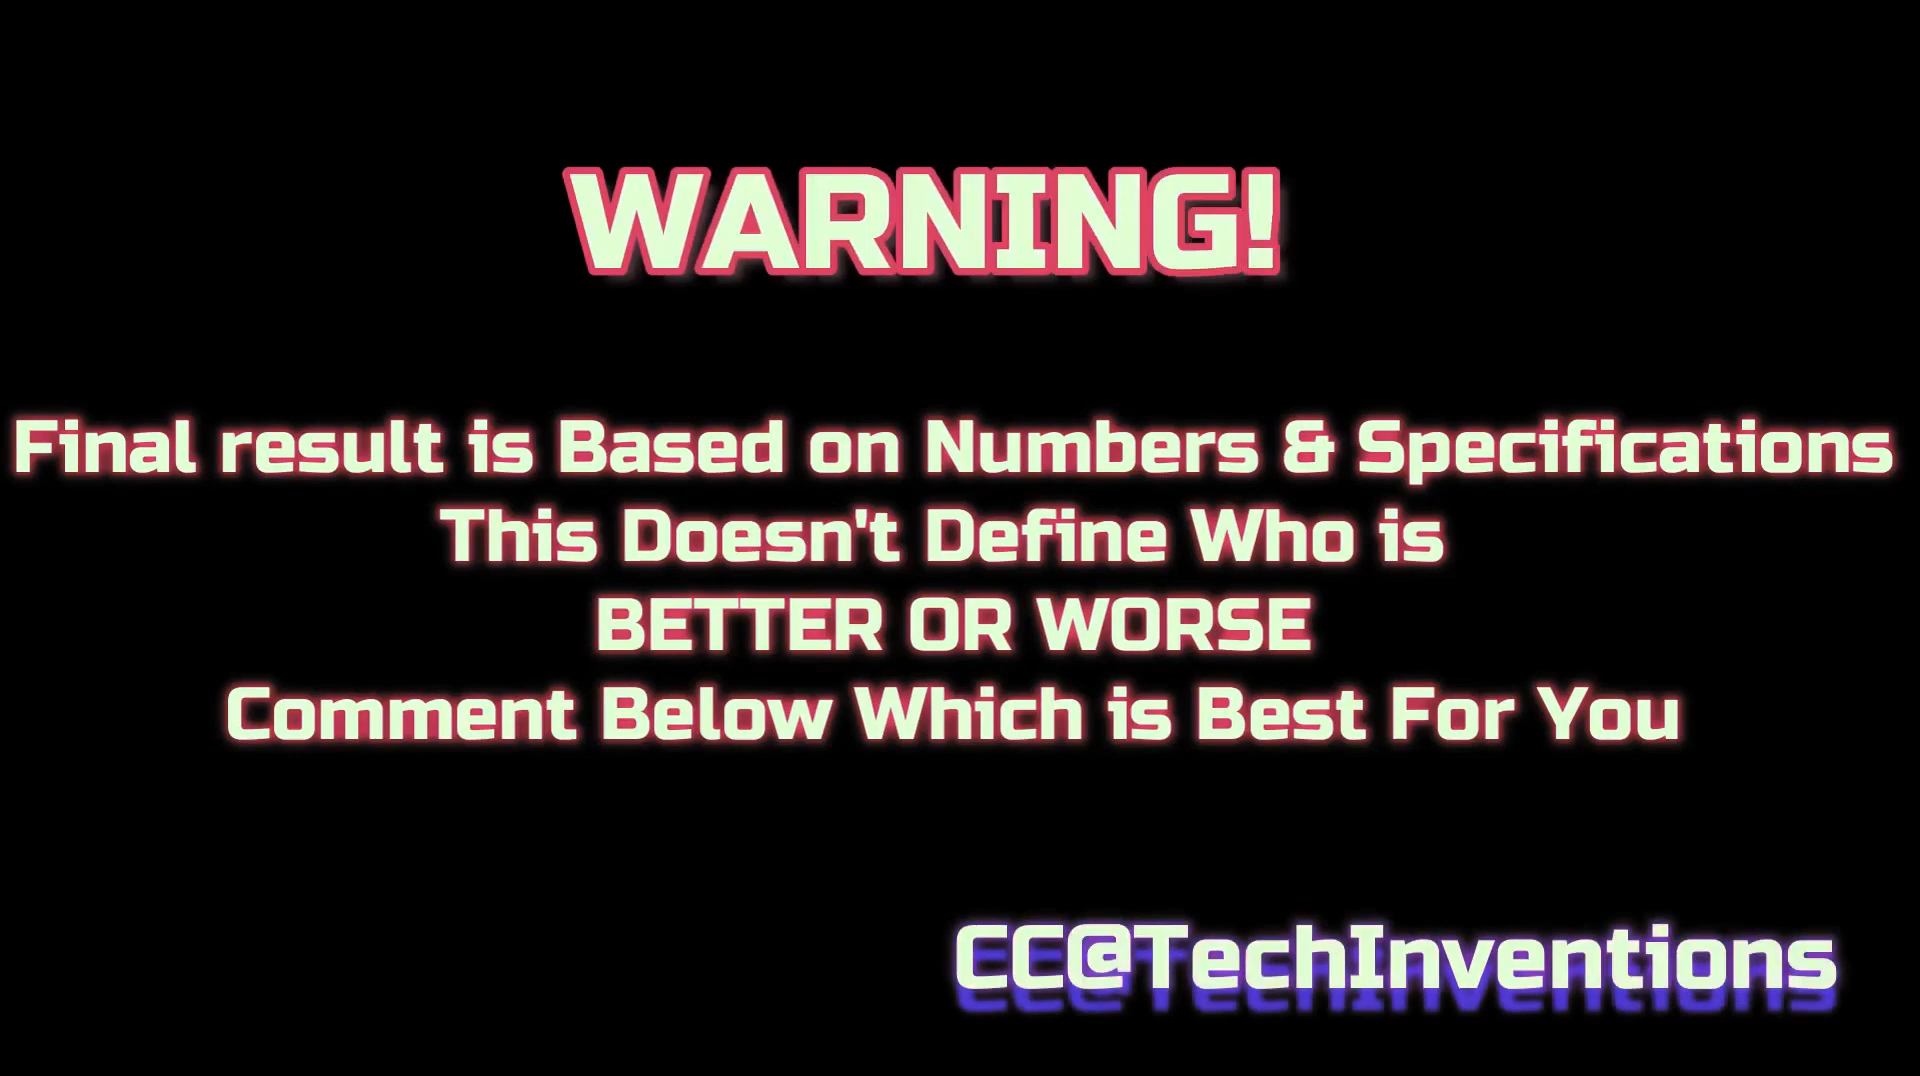 WARNING!
Final result is Based on Numbers & Specifications
This Doesn't Define Who is
BETTER OR WORSE
Comment Below Which is Best For You
CC@TechInventions